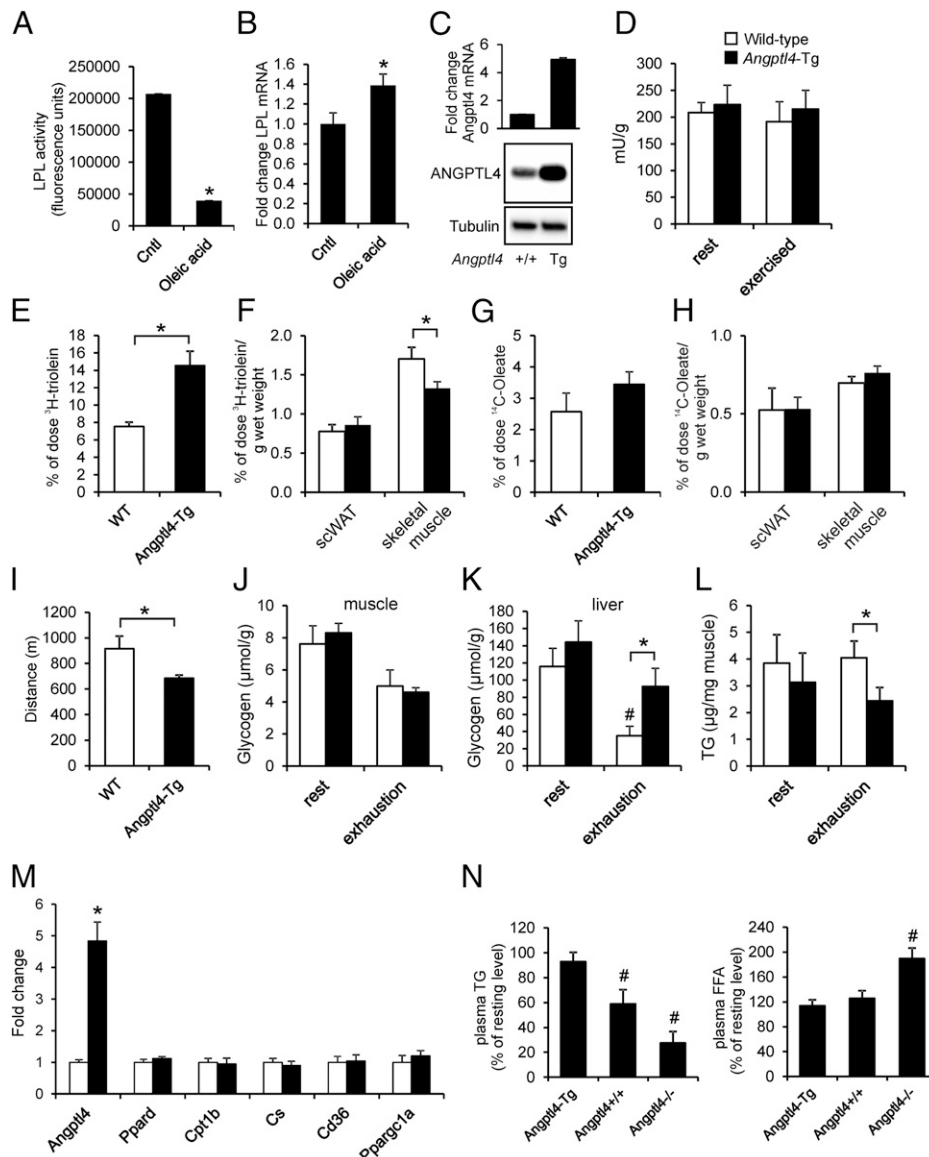 A
LPL activity
(fluorescence units)
250000
200000
150000
100000
50000
0
*
Cntl
Oleic acid
B
Fold change LPL mRNA
1.6
1.4
1.2
1.0
0.8
0.6
0.4
0.2
0.0
*
Cntl
Oleic acid
C
Fold change
Angptl4 mRNA
6
4
2
0
ANGPTL4
Tubulin
Angptl4 +/+ Tg
D
Wild-type
Angptl4-Tg
mU/g
300
250
200
150
100
50
0
rest
exercised
E
% of dose ³H-triolein
18
16
14
12
10
8
6
4
2
0
*
WT
Angptl4-Tg
F
% of dose ³H-triolein/
g wet weight
2.0
1.5
1.0
0.5
0.0
*
scWAT
skeletal
muscle
G
% of dose ¹⁴C-Oleate
5
4
3
2
1
0
WT
Angptl4-Tg
H
% of dose ¹⁴C-Oleate/
g wet weight
1.0
0.5
0.0
scWAT
skeletal
muscle
I
Distance (m)
1200
1000
800
600
400
200
0
*
WT
Angptl4-Tg
J
muscle
Glycogen (µmol/g)
10
8
6
4
2
0
rest
exhaustion
K
liver
Glycogen (µmol/g)
180
160
140
120
100
80
60
40
20
0
#
*
rest
exhaustion
L
TG (µg/mg muscle)
6
5
4
3
2
1
0
*
rest
exhaustion
M
Fold change
6
5
4
3
2
1
0
*
Angptl4
Ppard
Cpt1b
Cs
Cd36
Ppargc1a
N
plasma TG
(% of resting level)
120
100
80
60
40
20
0
#
#
Angptl4-Tg
Angptl4+/+
Angptl4-/-
plasma FFA
(% of resting level)
240
200
160
120
80
40
0
#
Angptl4-Tg
Angptl4+/+
Angptl4-/-